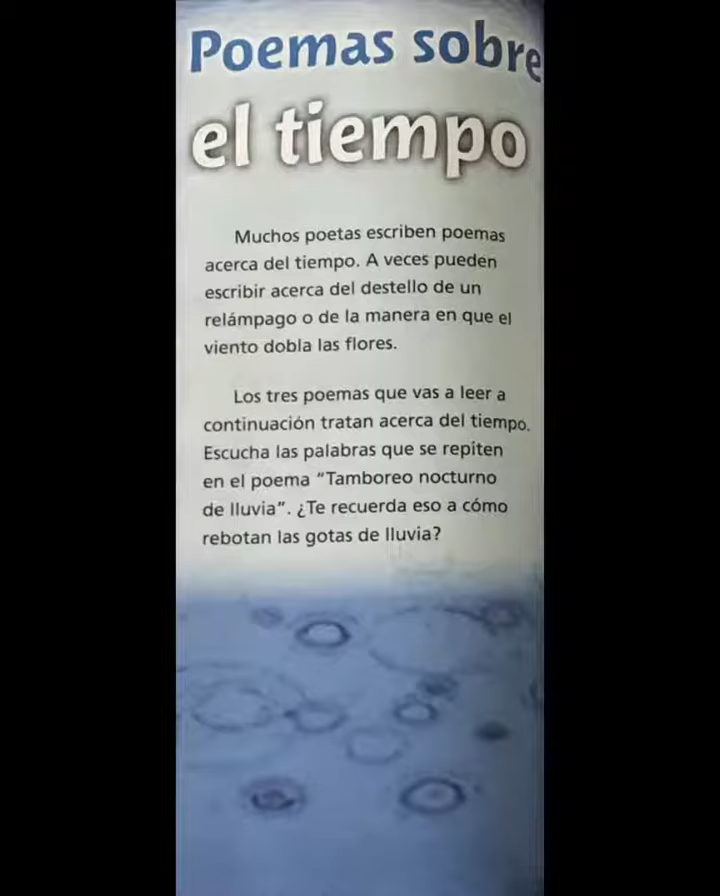 Poemas sobre
el tiempo
Muchos poetas escriben poemas
acerca del tiempo. A veces pueden
escribir acerca del destello de un
relámpago o de la manera en que el
viento dobla las flores.
Los tres poemas que vas a leer a
continuación tratan acerca del tiempo.
Escucha las palabras que se repiten
en el poema “Tamboreo nocturno
de lluvia”. ¿Te recuerda eso a cómo
rebotan las gotas de lluvia?